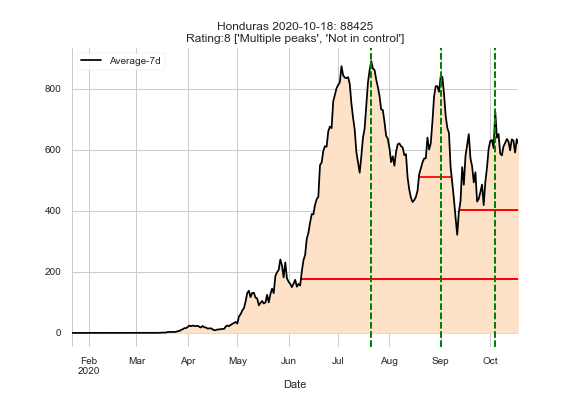 Honduras 2020-10-18: 88425
Rating:8 ['Multiple peaks', 'Not in control']
Average-7d
800
600
400
200
0
Feb Mar Apr May Jun Jul Aug Sep Oct
2020
Date